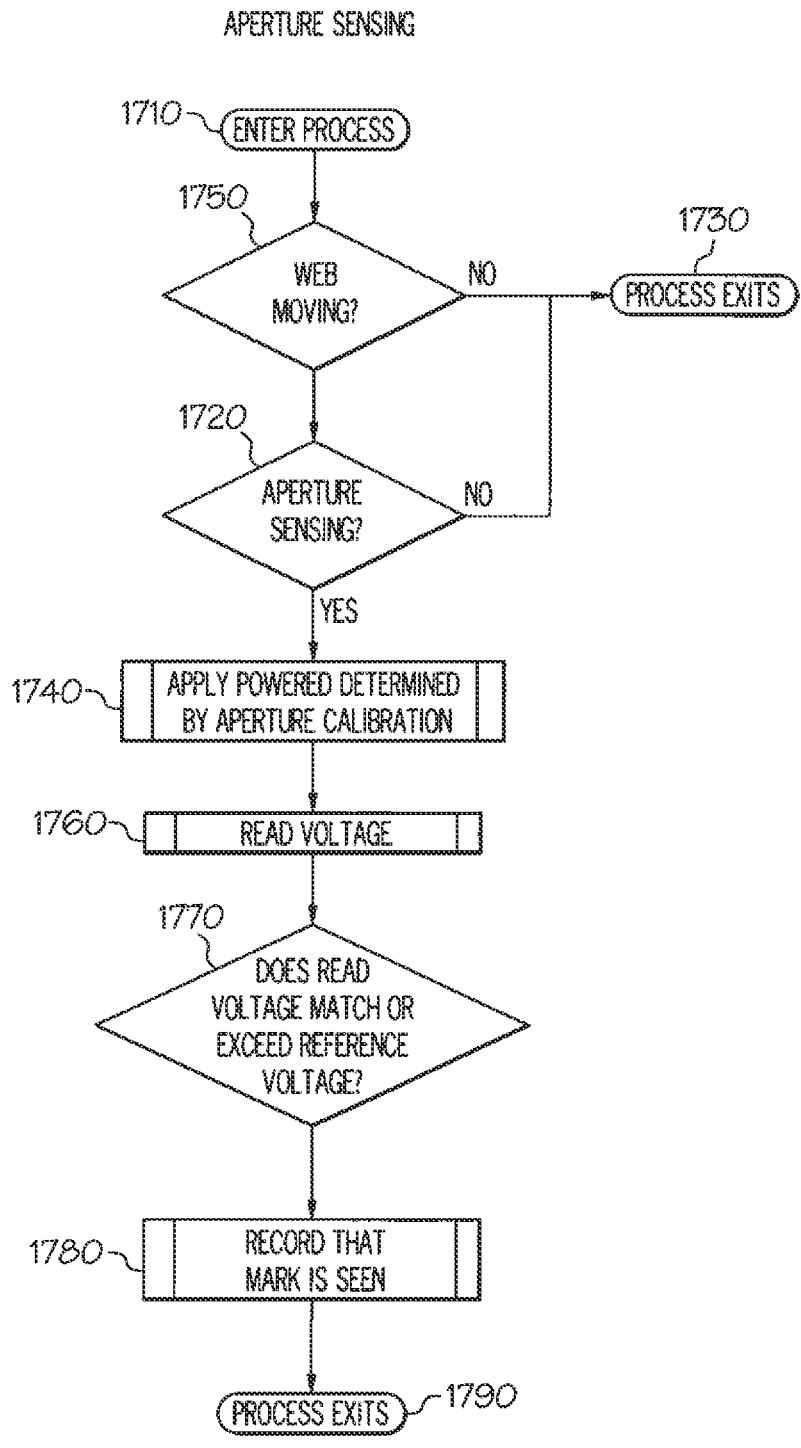 APERTURE SENSING
1710
ENTER PROCESS
1750
WEB
MOVING?
NO
1730
PROCESS EXITS
1720
APERTURE
SENSING?
NO
YES
1740
APPLY POWERED DETERMINED
BY APERTURE CALIBRATION
1760
READ VOLTAGE
1770
DOES READ
VOLTAGE MATCH OR
EXCEED REFERENCE
VOLTAGE?
1780
RECORD THAT
MARK IS SEEN
PROCESS EXITS
1790